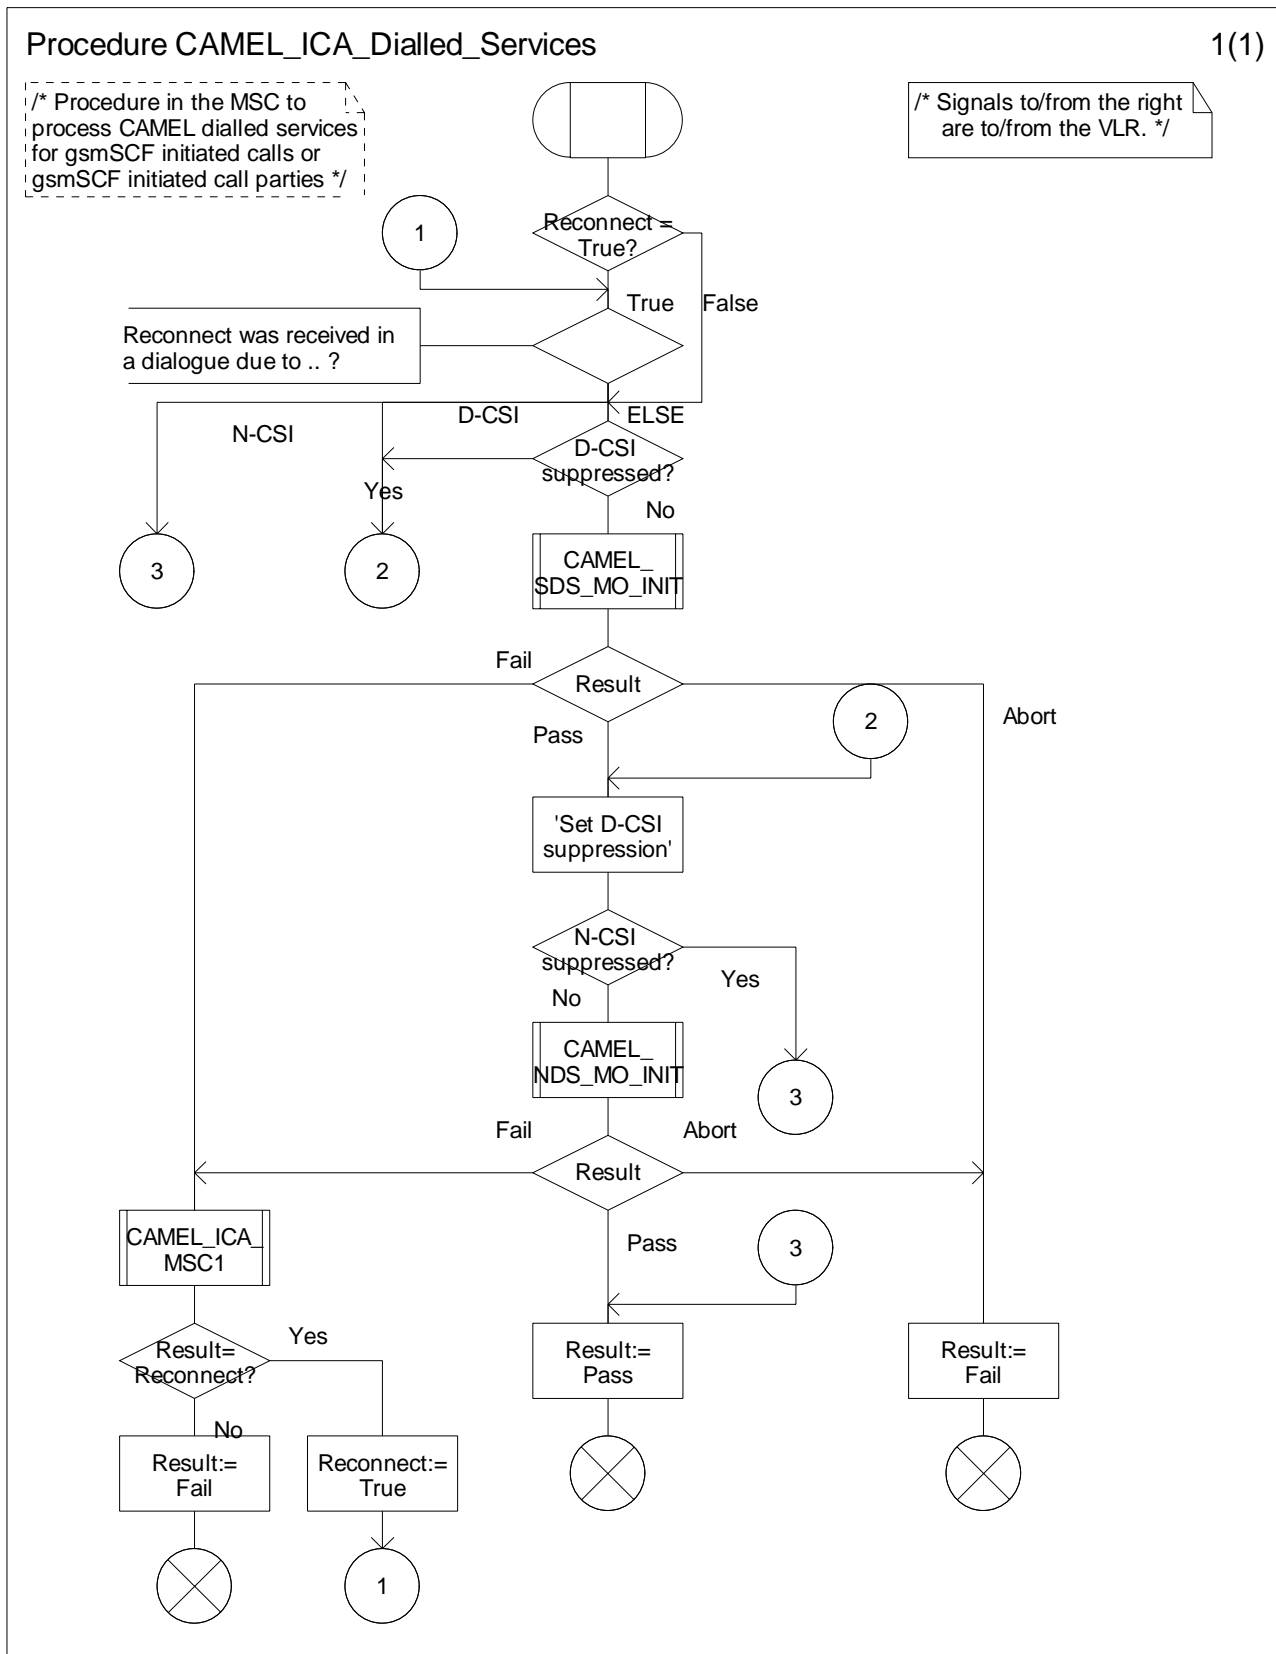 Procedure CAMEL_ICA_Dialled_Services
1(1)
/* Procedure in the MSC to
process CAMEL dialled services
for gsmSCF initiated calls or
gsmSCF initiated call parties */
/* Signals to/from the right
are to/from the VLR. */
Reconnect =
True?
1
True
False
Reconnect was received in
a dialogue due to .. ?
N-CSI
D-CSI
ELSE
D-CSI
suppressed?
Yes
No
3
2
CAMEL_
SDS_MO_INIT
Fail
Result
Abort
Pass
2
'Set D-CSI
suppression'
N-CSI
suppressed?
Yes
No
CAMEL_
NDS_MO_INIT
3
Fail
Abort
Result
CAMEL_ICA_
MSC1
Pass
3
Result=
Reconnect?
Yes
Result:=
Pass
Result:=
Fail
No
Result:=
Fail
Reconnect:=
True
1